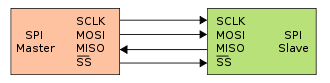 SCLK
MOSI
MISO
SS
SPI
Master
SCLK
MOSI
MISO
SS
SPI
Slave